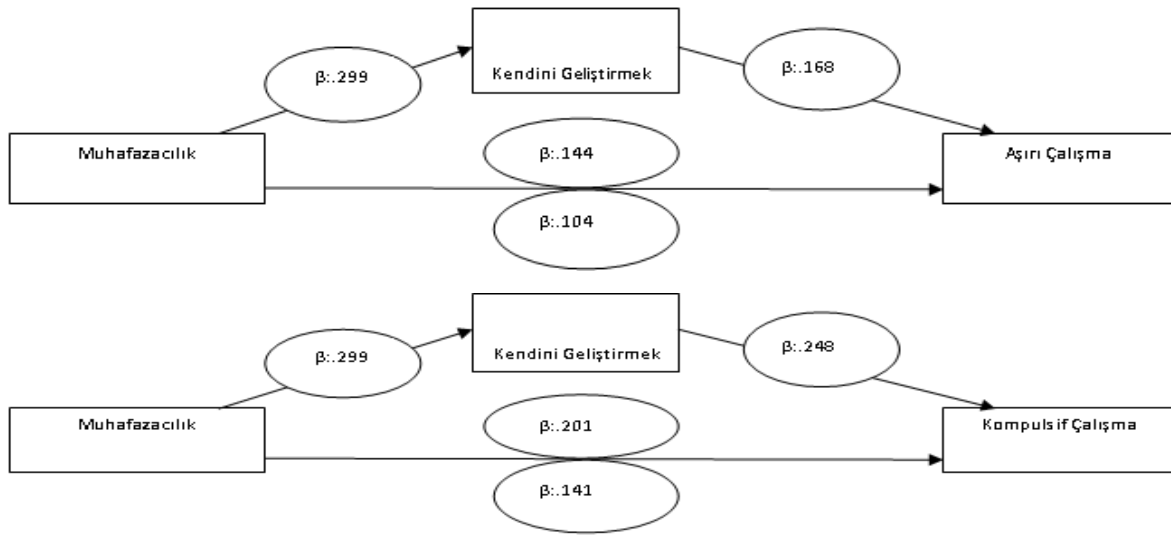 Kendini Geliştirmek
β:.299
β:.168
Muhafazacılık
β:.144
Aşırı Çalışma
β:.104
Kendini Geliştirmek
β:.299
β:.248
Muhafazacılık
β:.201
Kompulsif Çalışma
β:.141